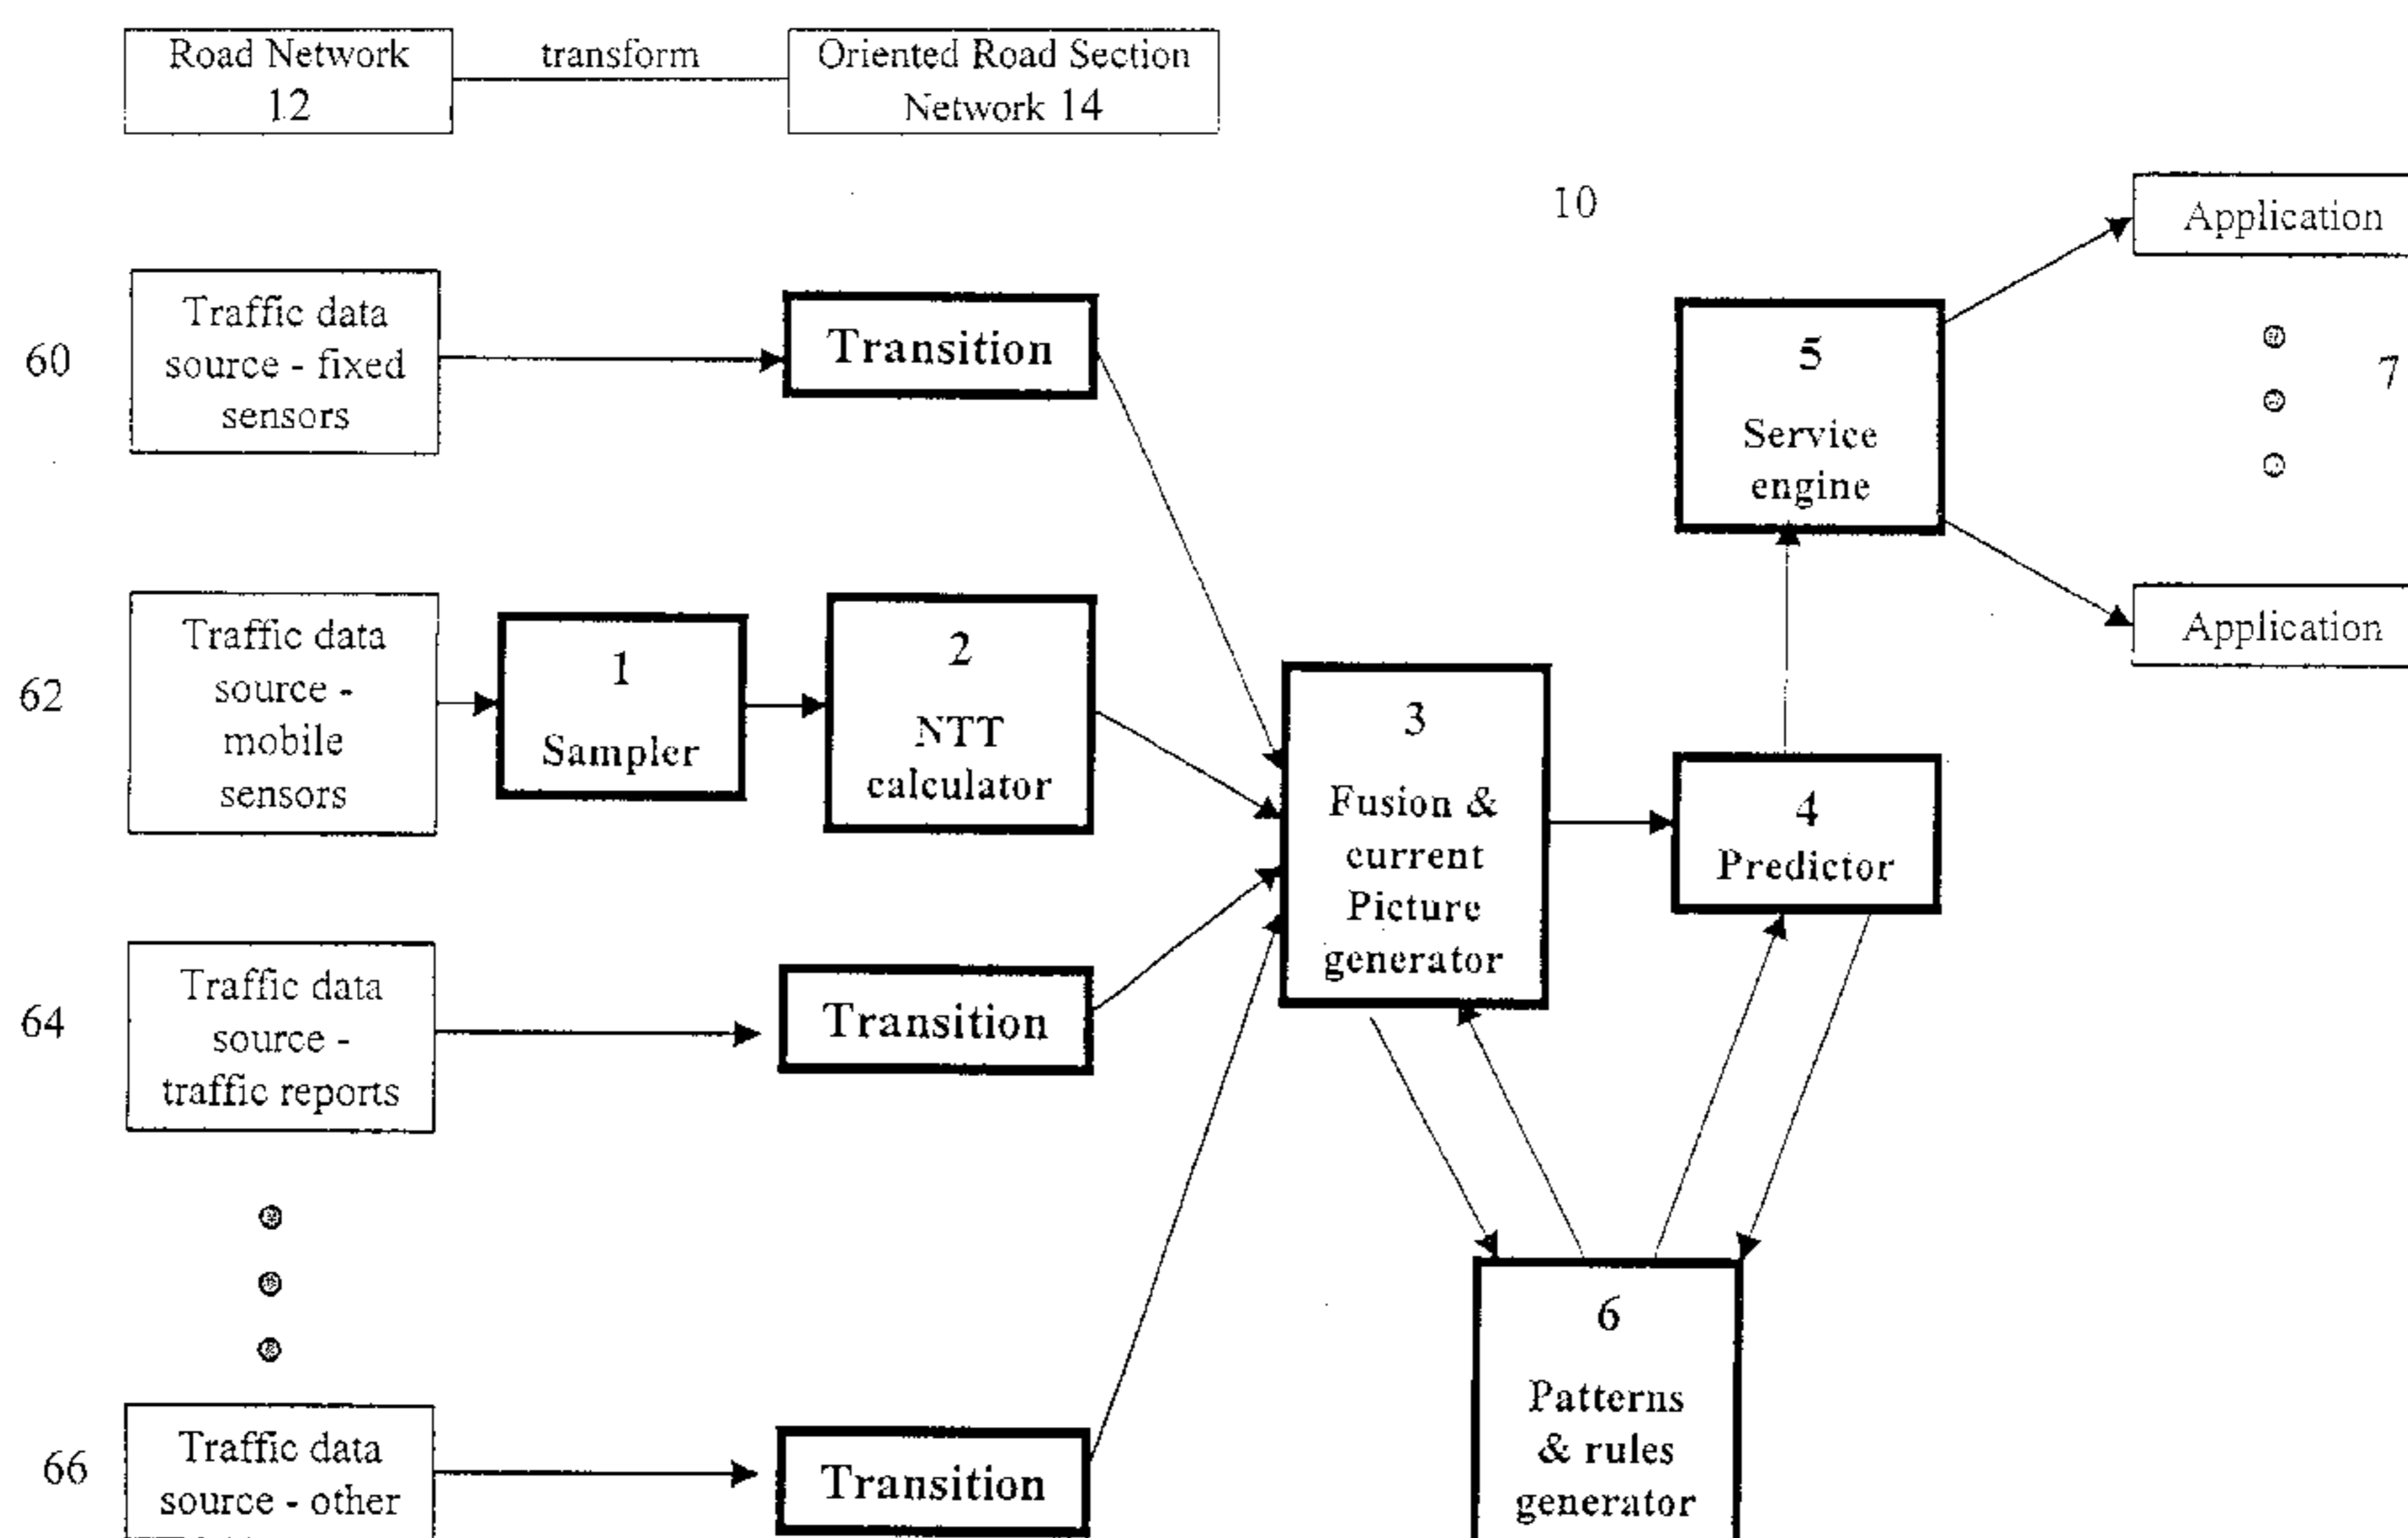 Road Network
12
transform
Oriented Road Section
Network 14
10
Application
60
Traffic data
source - fixed
sensors
Transition
5
Service
engine
7
Application
62
Traffic data
source -
mobile
sensors
1
Sampler
2
NTT
calculator
3
Fusion &
current
Picture
generator
4
Predictor
64
Traffic data
source -
traffic reports
Transition
6
Patterns
& rules
generator
66
Traffic data
source - other
Transition